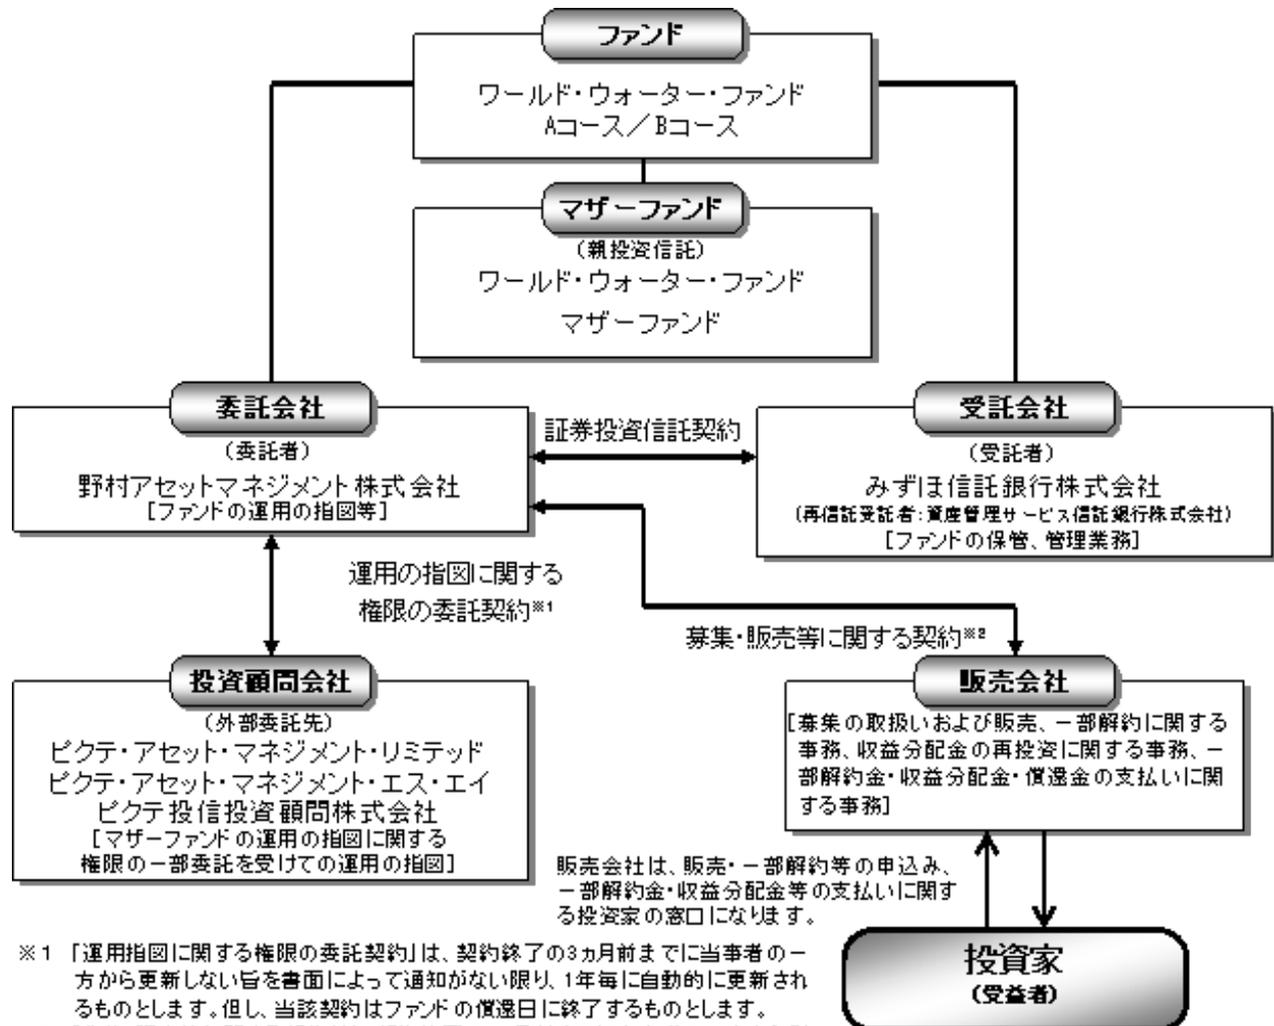 ファンド
ワールド・ウォーター・ファンド
Aコース／Bコース
マザーファンド
（親投資信託）
ワールド・ウォーター・ファンド
マザーファンド
委託会社
（委託者）
野村アセットマネジメント株式会社
［ファンドの運用の指図等］
証券投資信託契約
受託会社
（受託者）
みずほ信託銀行株式会社
（再信託受託者：資産管理サービス信託銀行株式会社）
［ファンドの保管、管理業務］
運用の指図に関する
権限の委託契約※1
募集・販売等に関する契約※2
投資顧問会社
（外部委託先）
ピクテ・アセット・マネジメント・リミテッド
ピクテ・アセット・マネジメント・エス・エイ
ピクテ投信投資顧問株式会社
［マザーファンドの運用の指図に関する
権限の一部委託を受けての運用の指図］
販売会社
［募集の取扱いおよび販売、一部解約に関する
事務、収益分配金の再投資に関する事務、一
部解約金・収益分配金・償還金の支払いに関
する事務］
販売会社は、販売・一部解約等の申込み、
一部解約金・収益分配金等の支払いに関す
る投資家の窓口になります。
投資家
（受益者）
※1 「運用指図に関する権限の委託契約」は、契約終了の3ヵ月前までに当事者の一
方から更新しない旨を書面によって通知がない限り、1年毎に自動的に更新され
るものとします。但し、当該契約はファンドの償還日に終了するものとします。